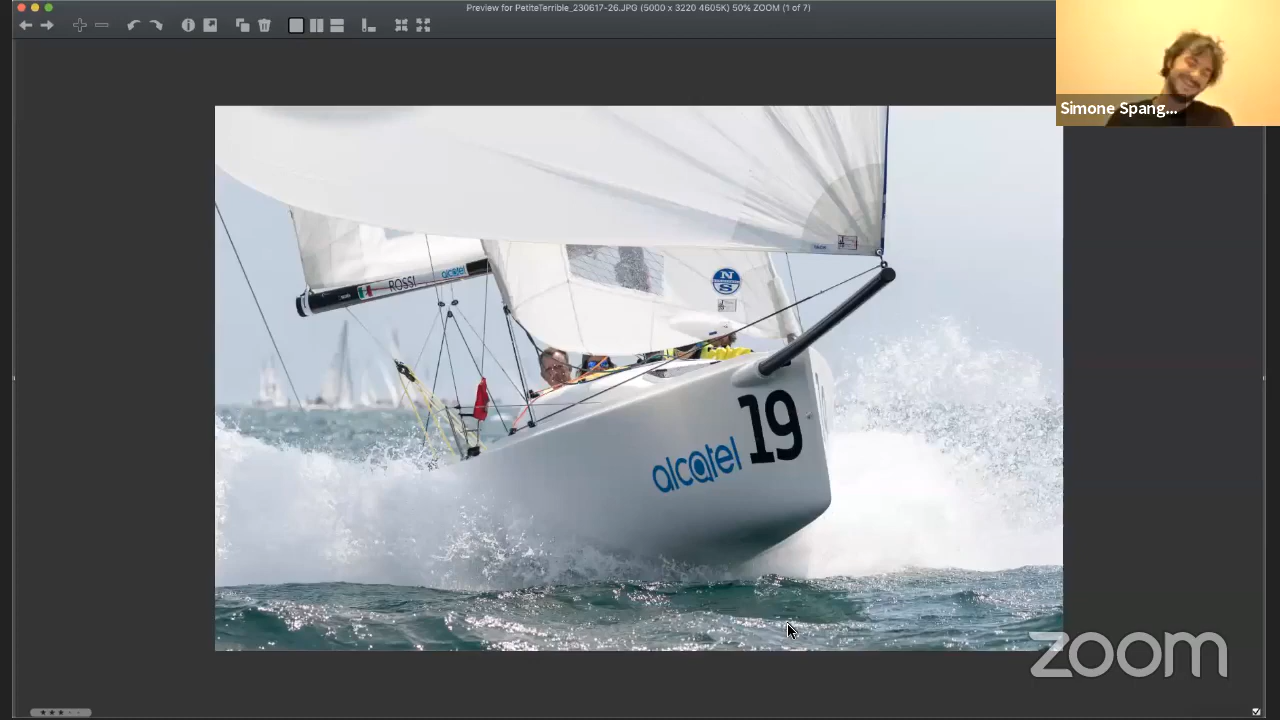 Preview for PetiteTerrible_230617-26.JPG (5000 x 3220 4605K) 50% ZOOM (1 of 7)
Simone Spang...
ROSSI
alcatel
N
S
19
alcatel
zoom